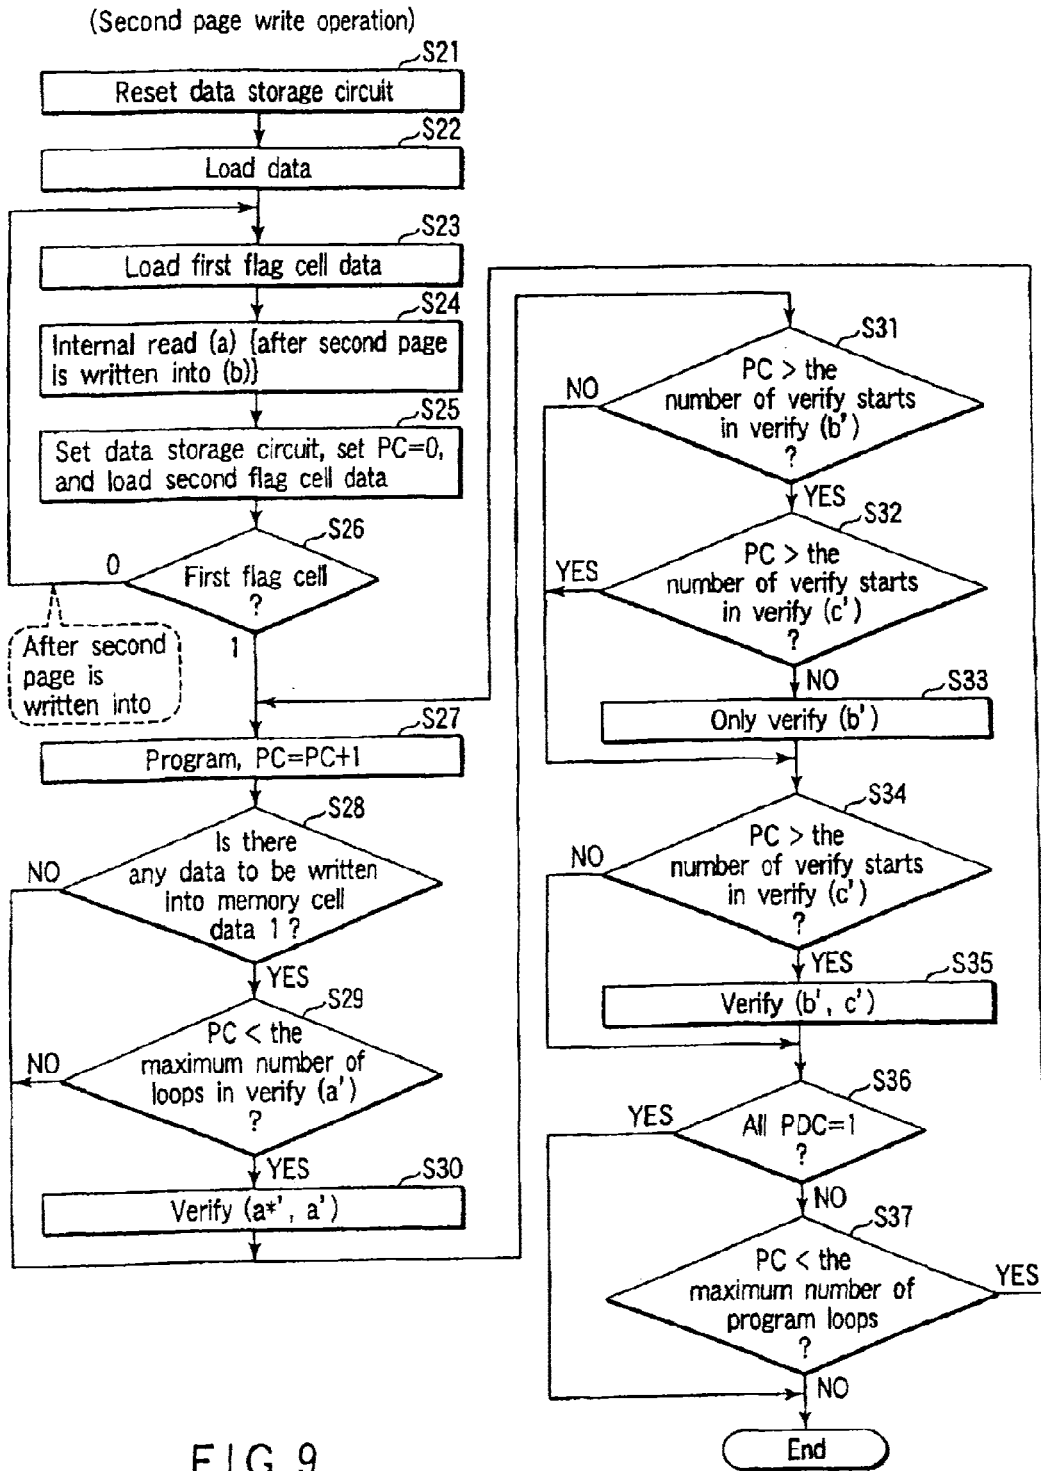 (Second page write operation)
S21
Reset data storage circuit
S22
Load data
S23
Load first flag cell data
S24
Internal read (a) {after second page
is written into (b)}
S25
Set data storage circuit, set PC=0,
and load second flag cell data
S26
0
First flag cell
?
After second
page is
written into
1
S27
Program, PC=PC+1
S28
NO
Is there
any data to be written
into memory cell
data 1 ?
YES
S29
NO
PC < the
maximum number of
loops in verify (a')
?
YES
S30
Verify (a*', a')
S31
NO
PC > the
number of verify starts
in verify (b')
?
YES
S32
YES
PC > the
number of verify starts
in verify (c')
?
NO
S33
Only verify (b')
S34
NO
PC > the
number of verify starts
in verify (c')
?
YES
S35
Verify (b', c')
S36
YES
All PDC=1
?
NO
S37
PC < the
maximum number of
program loops
?
YES
NO
End
FIG. 9